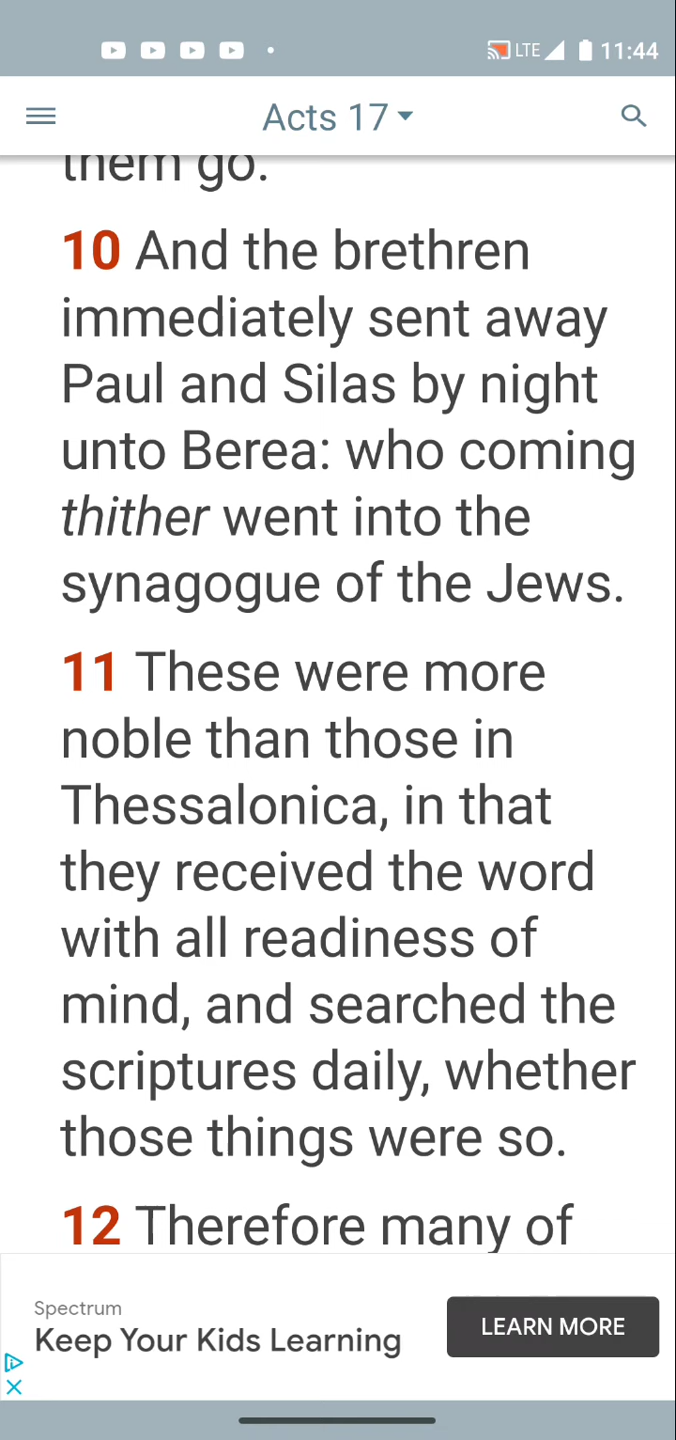 LTE 11:44
Acts 17
them go.
10 And the brethren
immediately sent away
Paul and Silas by night
unto Berea: who coming
thither went into the
synagogue of the Jews.
11 These were more
noble than those in
Thessalonica, in that
they received the word
with all readiness of
mind, and searched the
scriptures daily, whether
those things were so.
12 Therefore many of
Spectrum
Keep Your Kids Learning
LEARN MORE